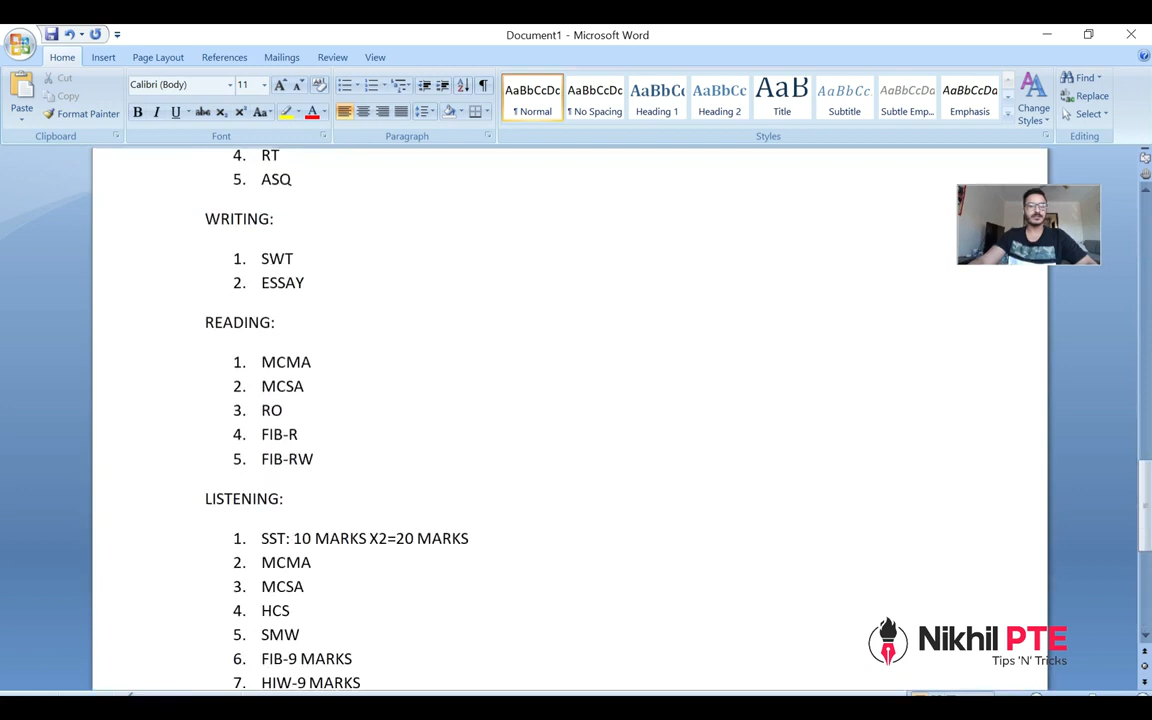 Document1 - Microsoft Word
Home Insert Page Layout References Mailings Review View
Paste
Cut
Copy
Format Painter
Clipboard
Calibri (Body) 11
Font
Paragraph
AaBbCcDc AaBbCcDc AaBbCc AaBbCc AaB AaBbCc. AaBbCcDa AaBbCcDc
¶ Normal ¶ No Spacing Heading 1 Heading 2 Title Subtitle Subtle Emp... Emphasis
Styles
Change Styles
Find
Replace
Select
Editing
4. RT
5. ASQ
WRITING:
1. SWT
2. ESSAY
READING:
1. MCMA
2. MCSA
3. RO
4. FIB-R
5. FIB-RW
LISTENING:
1. SST: 10 MARKS X2=20 MARKS
2. MCMA
3. MCSA
4. HCS
5. SMW
6. FIB-9 MARKS
7. HIW-9 MARKS
Nikhil PTE
Tips 'N' Tricks